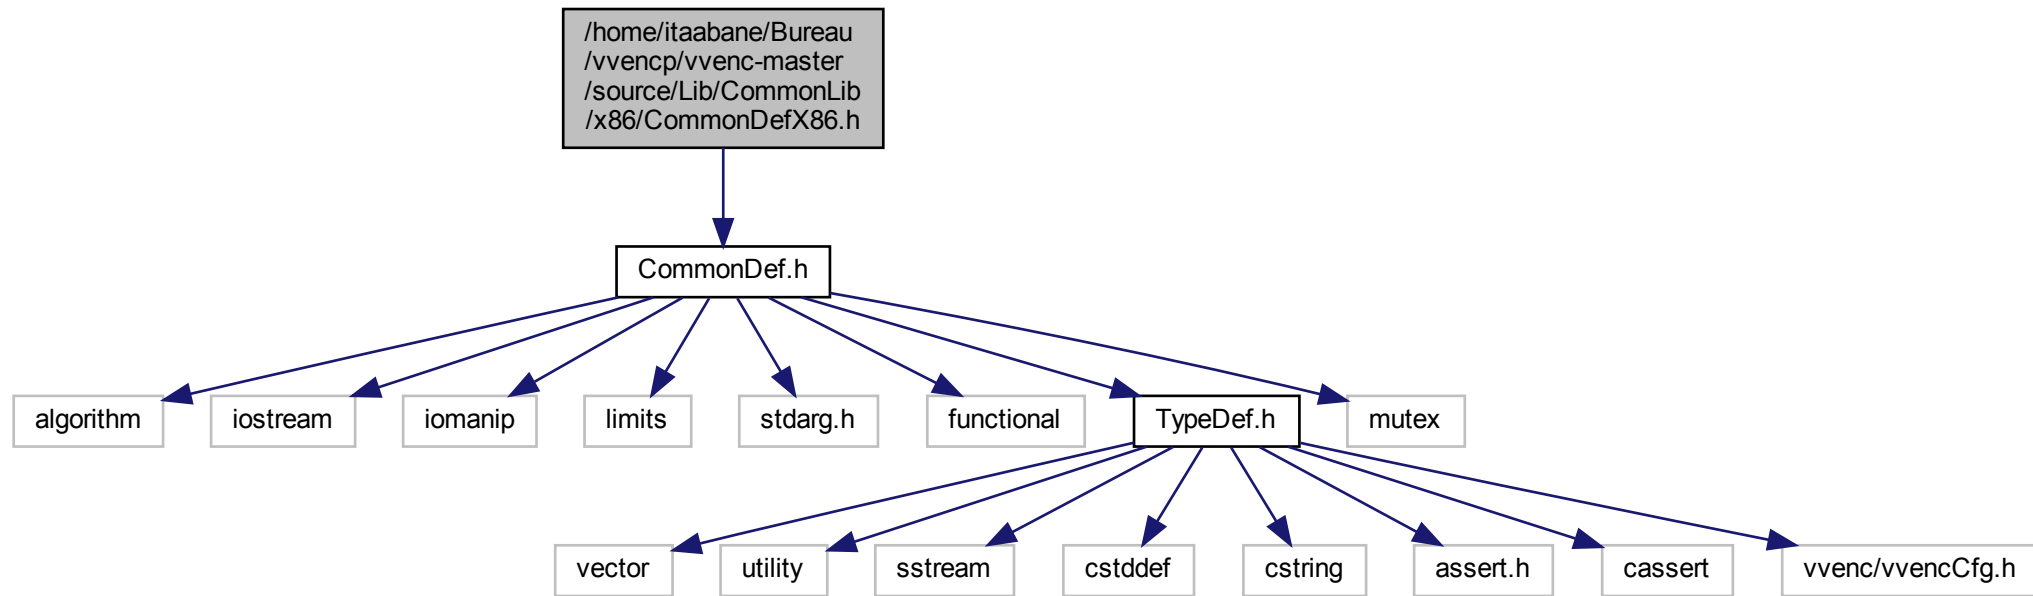 /home/itaabane/Bureau
/vvencp/vvenc-master
/source/Lib/CommonLib
/x86/CommonDefX86.h
CommonDef.h
algorithm
iostream
iomanip
limits
stdarg.h
functional
TypeDef.h
mutex
vector
utility
sstream
cstddef
cstring
assert.h
cassert
vvenc/vvencCfg.h